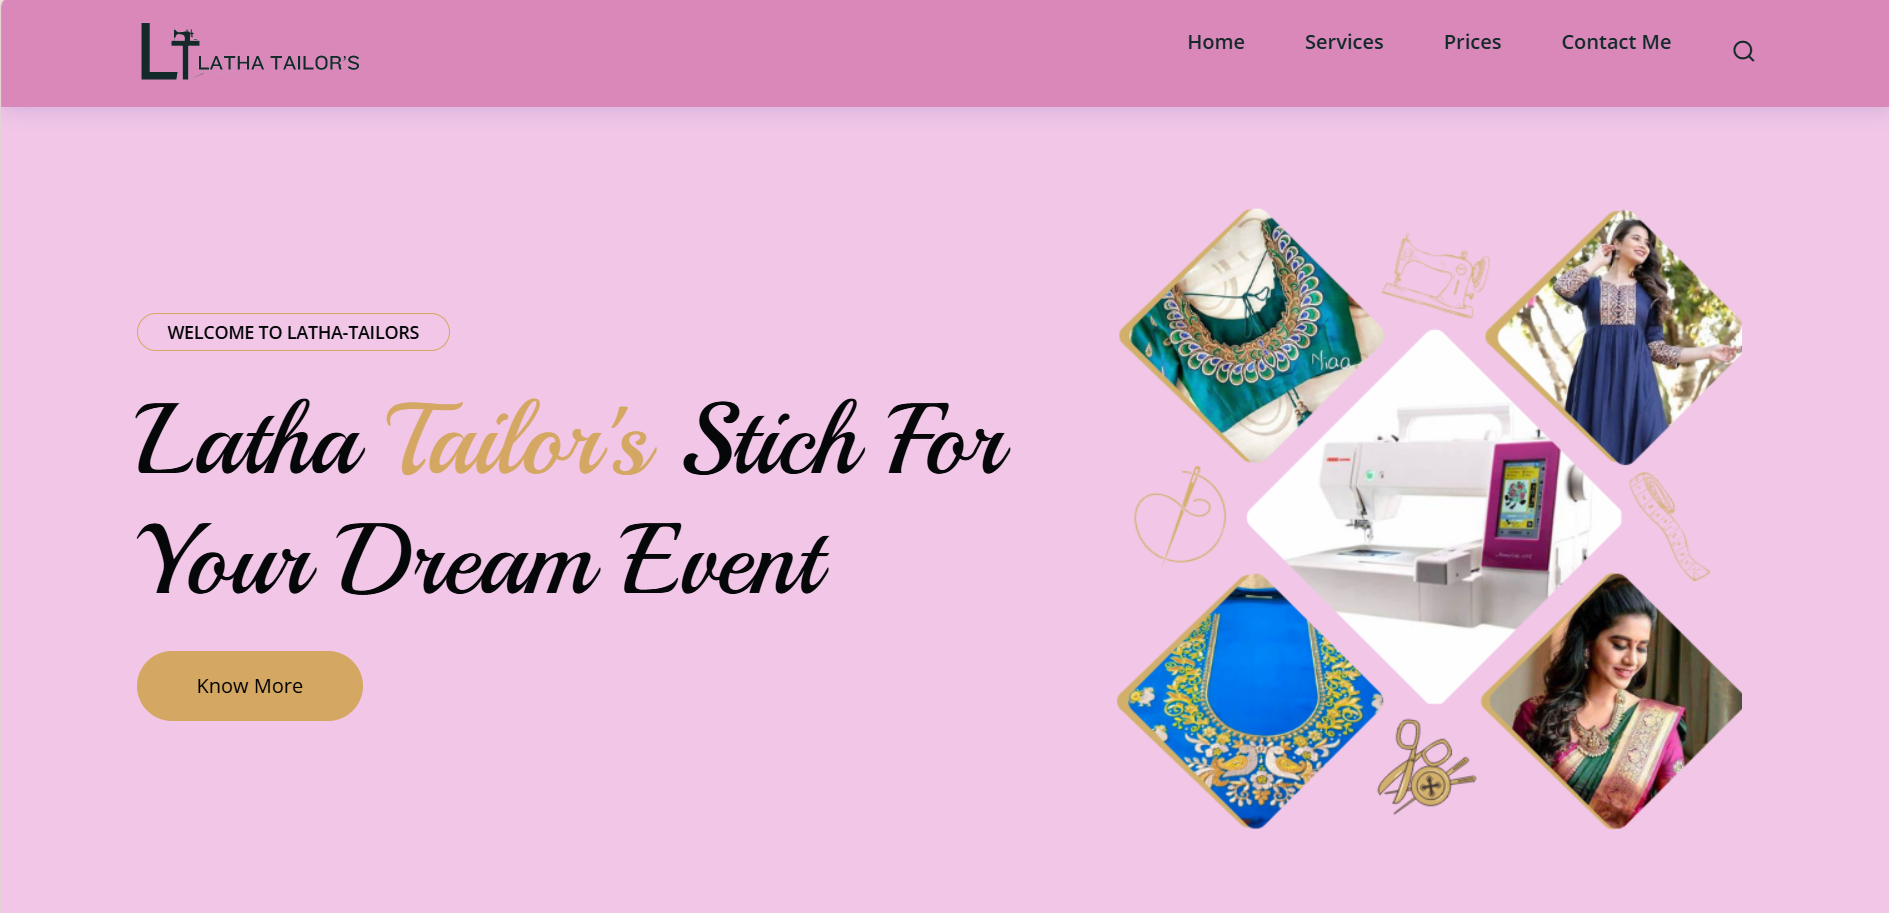 LT LATHA TAILOR'S
Home Services Prices Contact Me
WELCOME TO LATHA-TAILORS
Latha Tailor's Stich For
Your Dream Event
Know More
Miaa